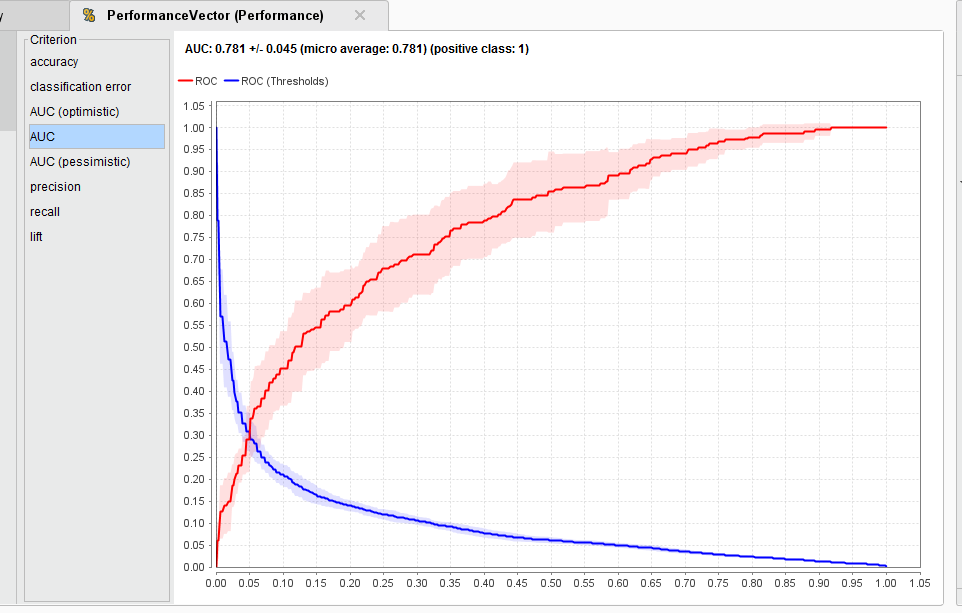 y
PerformanceVector (Performance)
Criterion
accuracy
classification error
AUC (optimistic)
AUC
AUC (pessimistic)
precision
recall
lift
AUC: 0.781 +/- 0.045 (micro average: 0.781) (positive class: 1)
ROC ROC (Thresholds)
1.05
1.00
0.95
0.90
0.85
0.80
0.75
0.70
0.65
0.60
0.55
0.50
0.45
0.40
0.35
0.30
0.25
0.20
0.15
0.10
0.05
0.00
0.00 0.05 0.10 0.15 0.20 0.25 0.30 0.35 0.40 0.45 0.50 0.55 0.60 0.65 0.70 0.75 0.80 0.85 0.90 0.95 1.00 1.05